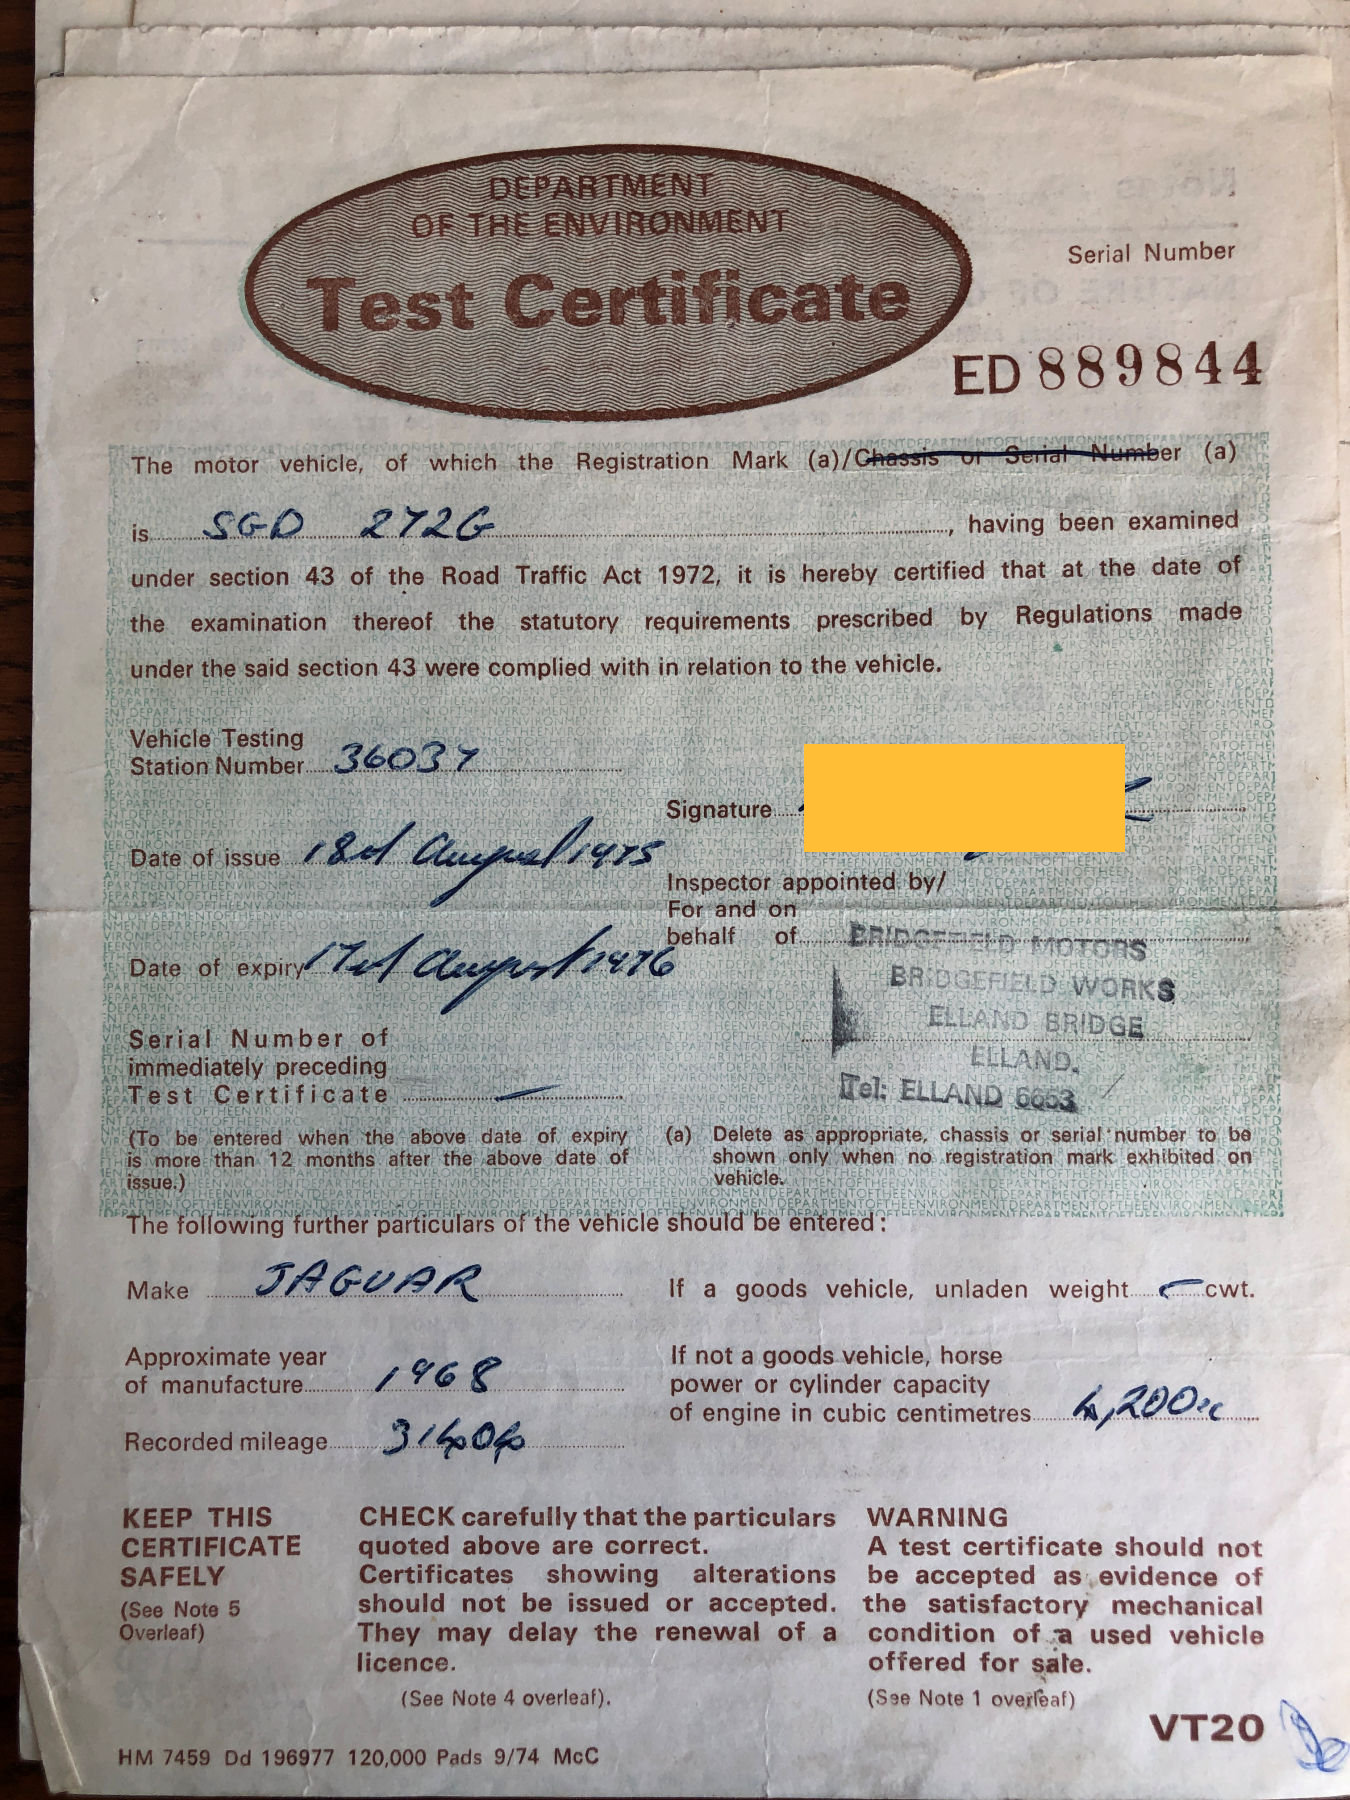 DEPARTMENT
OF THE ENVIRONMENT
Test Certificate
Serial Number
ED 889844
The motor vehicle, of which the Registration Mark (a)/Chassis or Serial Number (a)
is SGD 272G, having been examined
under section 43 of the Road Traffic Act 1972, it is hereby certified that at the date of
the examination thereof the statutory requirements prescribed by Regulations made
under the said section 43 were complied with in relation to the vehicle.
Vehicle Testing
Station Number 36037
Signature
Date of issue 18th August 1975
Inspector appointed by/
For and on
behalf of BRIDGEFIELD MOTORS
BRIDGEFIELD WORKS
ELLAND BRIDGE
ELLAND.
Tel: ELLAND 6653
Date of expiry 17th August 1976
Serial Number of
immediately preceding
Test Certificate —
(To be entered when the above date of expiry
is more than 12 months after the above date of
issue.)
(a) Delete as appropriate, chassis or serial number to be
shown only when no registration mark exhibited on
vehicle.
The following further particulars of the vehicle should be entered:
Make JAGUAR
If a goods vehicle, unladen weight — cwt.
Approximate year
of manufacture 1968
If not a goods vehicle, horse
power or cylinder capacity
of engine in cubic centimetres 4,200cc
Recorded mileage 31404
KEEP THIS
CERTIFICATE
SAFELY
(See Note 5
Overleaf)
CHECK carefully that the particulars
quoted above are correct.
Certificates showing alterations
should not be issued or accepted.
They may delay the renewal of a
licence.
(See Note 4 overleaf).
WARNING
A test certificate should not
be accepted as evidence of
the satisfactory mechanical
condition of a used vehicle
offered for sale.
(See Note 1 overleaf)
VT20
HM 7459 Dd 196977 120,000 Pads 9/74 McC